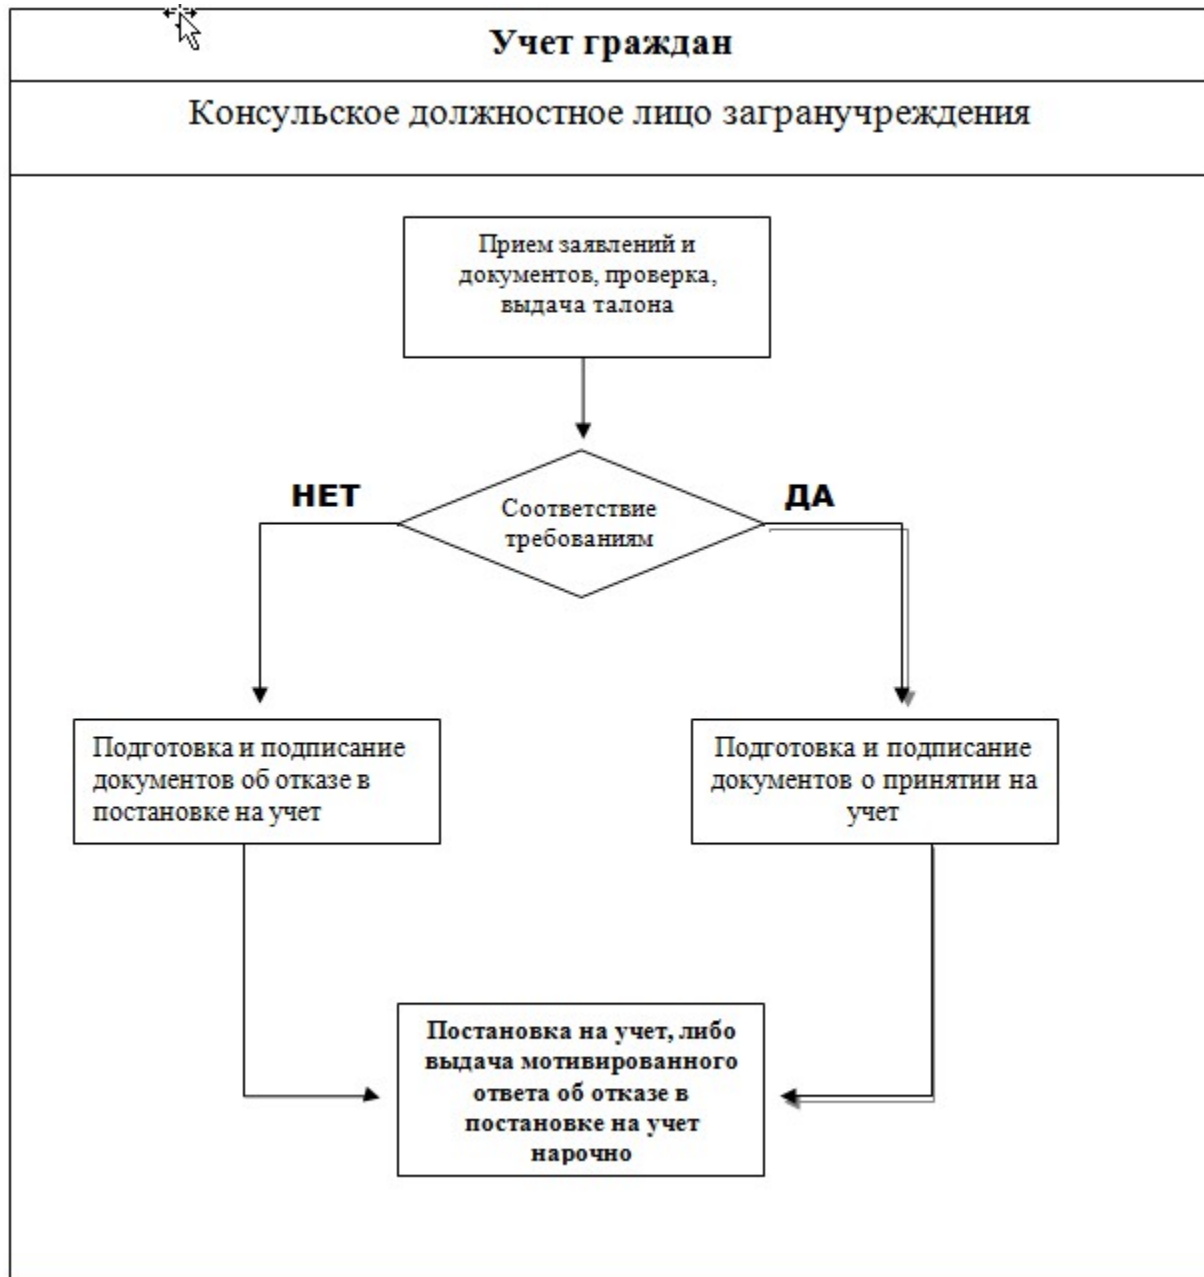 Учет граждан
Консульское должностное лицо загранучреждения
Прием заявлений и
документов, проверка,
выдача талона
НЕТ
ДА
Соответствие
требованиям
Подготовка и подписание
документов об отказе в
постановке на учет
Подготовка и подписание
документов о принятии на
учет
Постановка на учет, либо
выдача мотивированного
ответа об отказе в
постановке на учет
нарочно